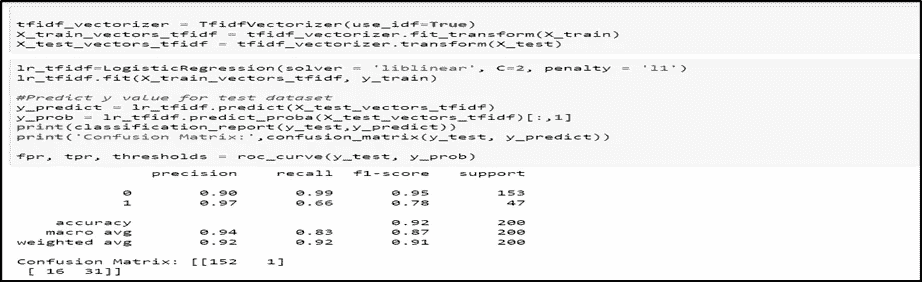 tfidf_vectorizer = TfidfVectorizer(use_idf=True)
X_train_vectors_tfidf = tfidf_vectorizer.fit_transform(X_train)
X_test_vectors_tfidf = tfidf_vectorizer.transform(X_test)
lr_tfidf=LogisticRegression(solver = 'liblinear', C=2, penalty = 'l1')
lr_tfidf.fit(X_train_vectors_tfidf, y_train)
#Predict y value for test dataset
y_predict = lr_tfidf.predict(X_test_vectors_tfidf)
y_prob = lr_tfidf.predict_proba(X_test_vectors_tfidf)[:,1]
print(classification_report(y_test,y_predict))
print('Confusion Matrix:',confusion_matrix(y_test, y_predict))
fpr, tpr, thresholds = roc_curve(y_test, y_prob)
precision recall f1-score support
0 0.90 0.99 0.95 153
1 0.97 0.66 0.78 47
accuracy 0.92 200
macro avg 0.94 0.83 0.87 200
weighted avg 0.92 0.92 0.91 200
Confusion Matrix: [[152 1]
[ 16 31]]